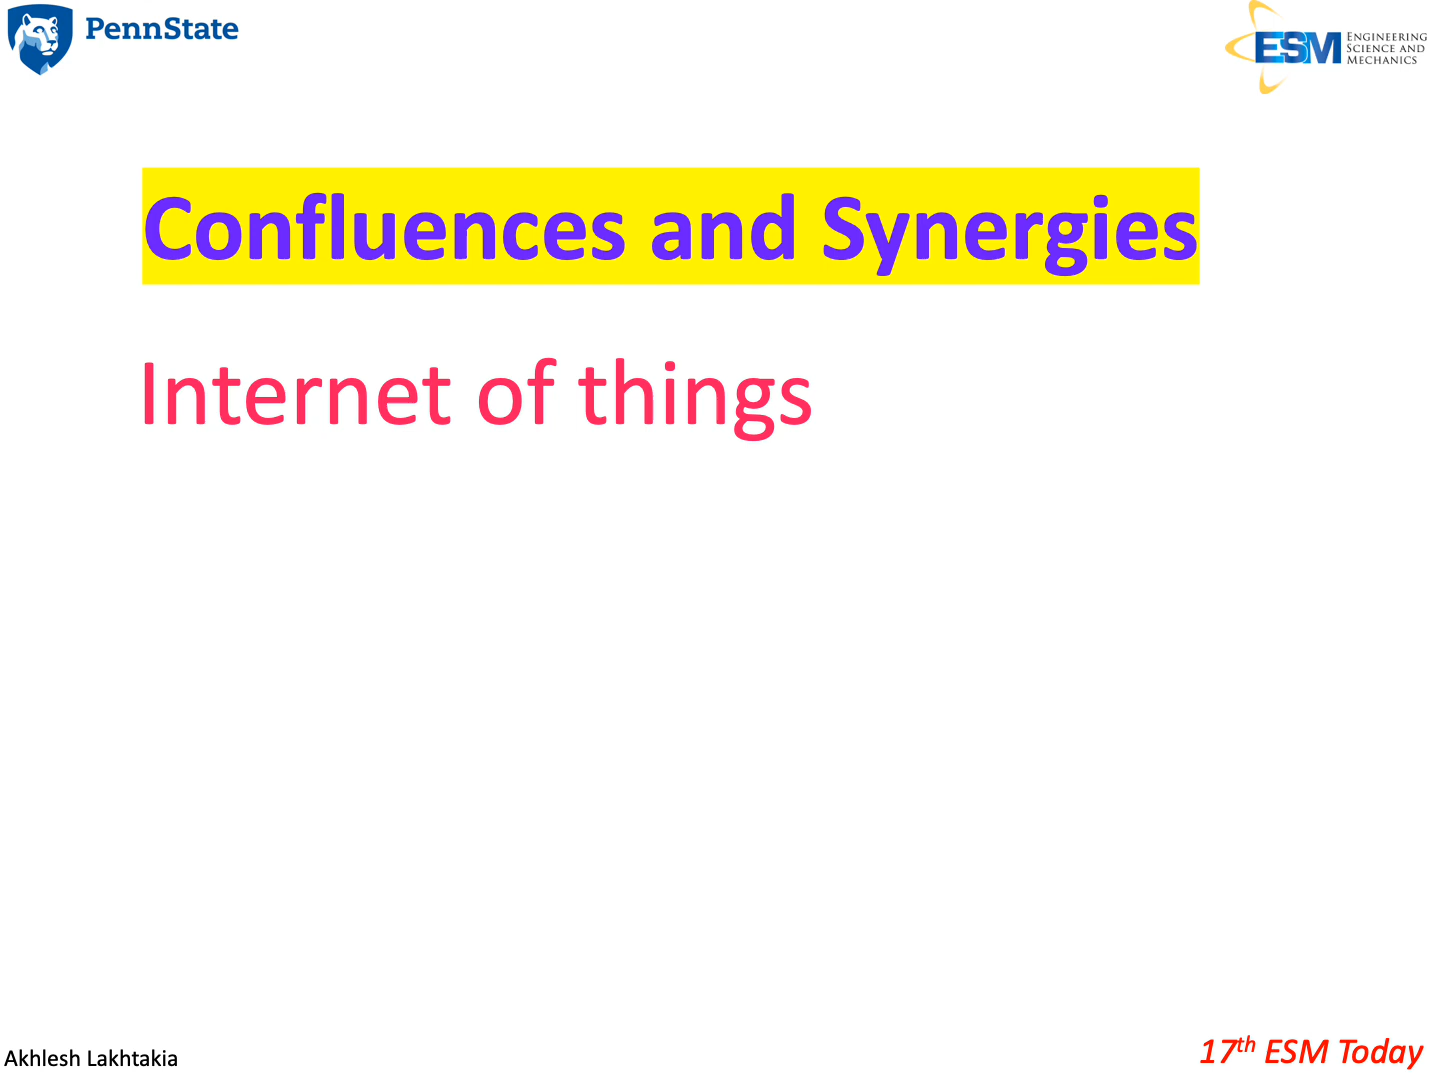 PennState
ESM
ENGINEERING
SCIENCE AND
MECHANICS
Confluences and Synergies
Internet of things
Akhlesh Lakhtakia
17th ESM Today